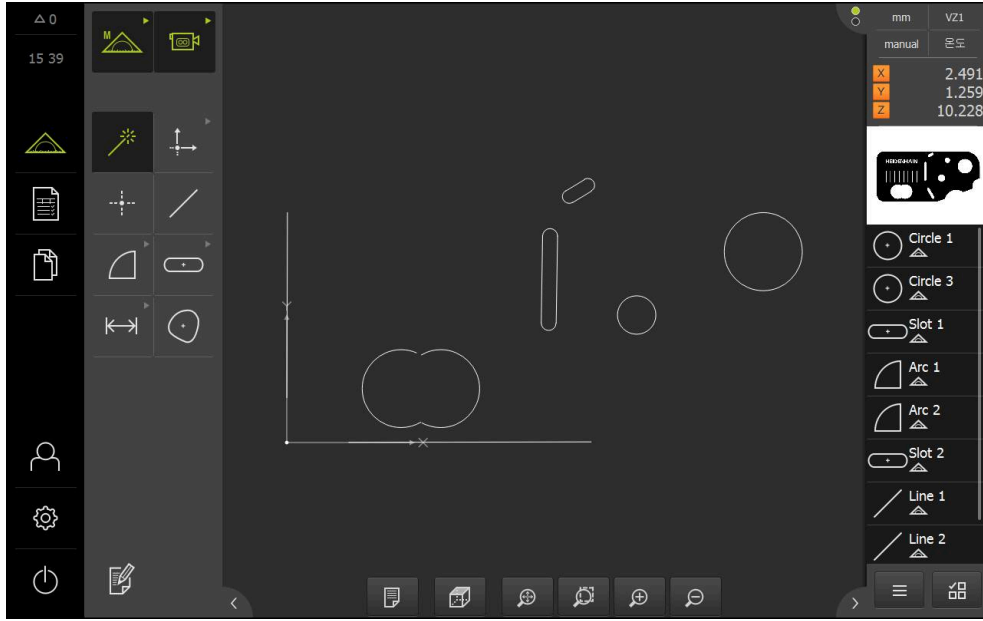 0
15 39
M
mm
VZ1
manual
온도
X 2.491
Y 1.259
Z 10.228
HEIDENHAIN
Circle 1
Circle 3
Slot 1
Arc 1
Arc 2
Slot 2
Line 1
Line 2
Y
X